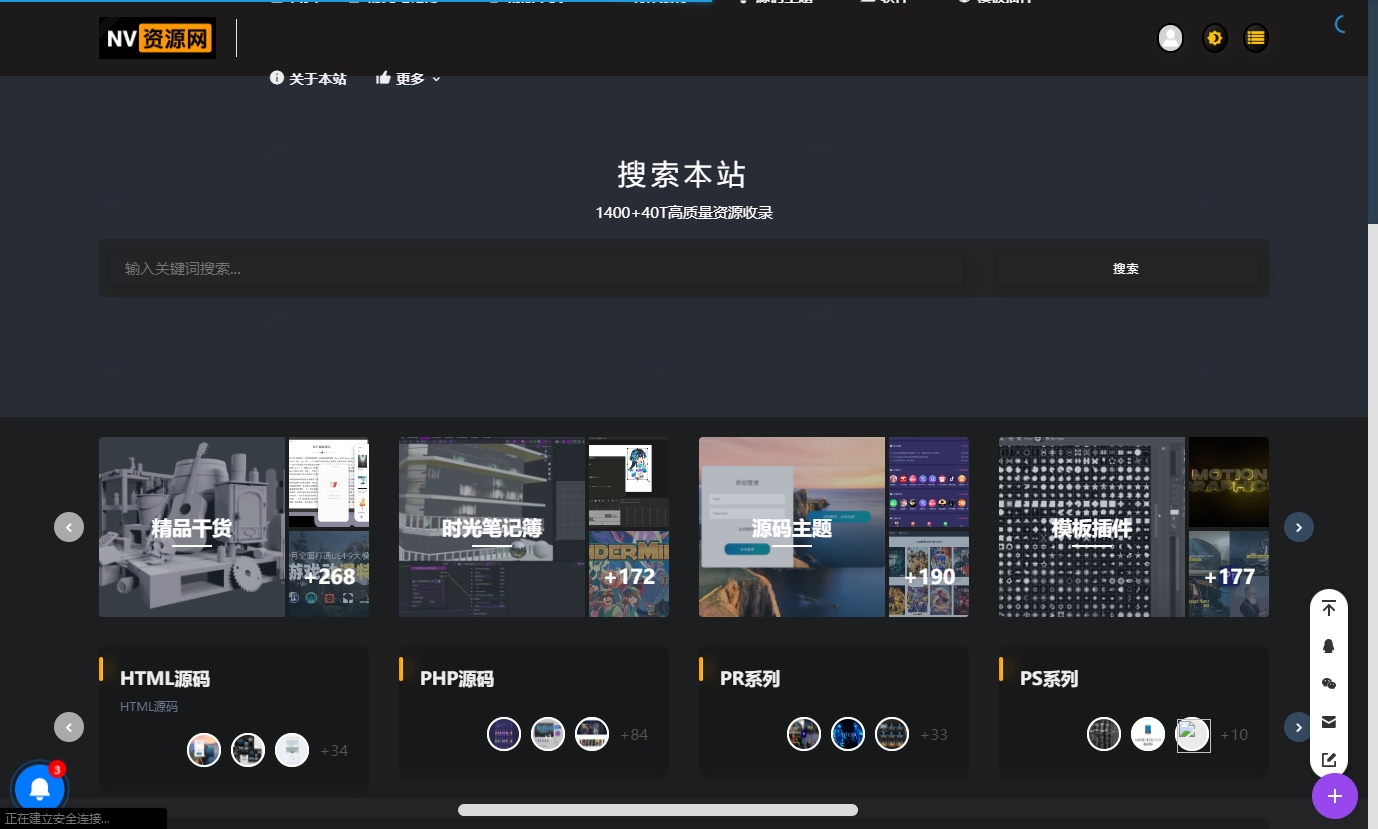 NV资源网
关于本站
更多
搜索本站
1400+40T高质量资源收录
输入关键词搜索...
搜索
精品干货
+268
时光笔记簿
+172
源码主题
+190
模板插件
+177
HTML源码
HTML源码
+34
PHP源码
+84
PR系列
+33
PS系列
+10
3
正在建立安全连接...